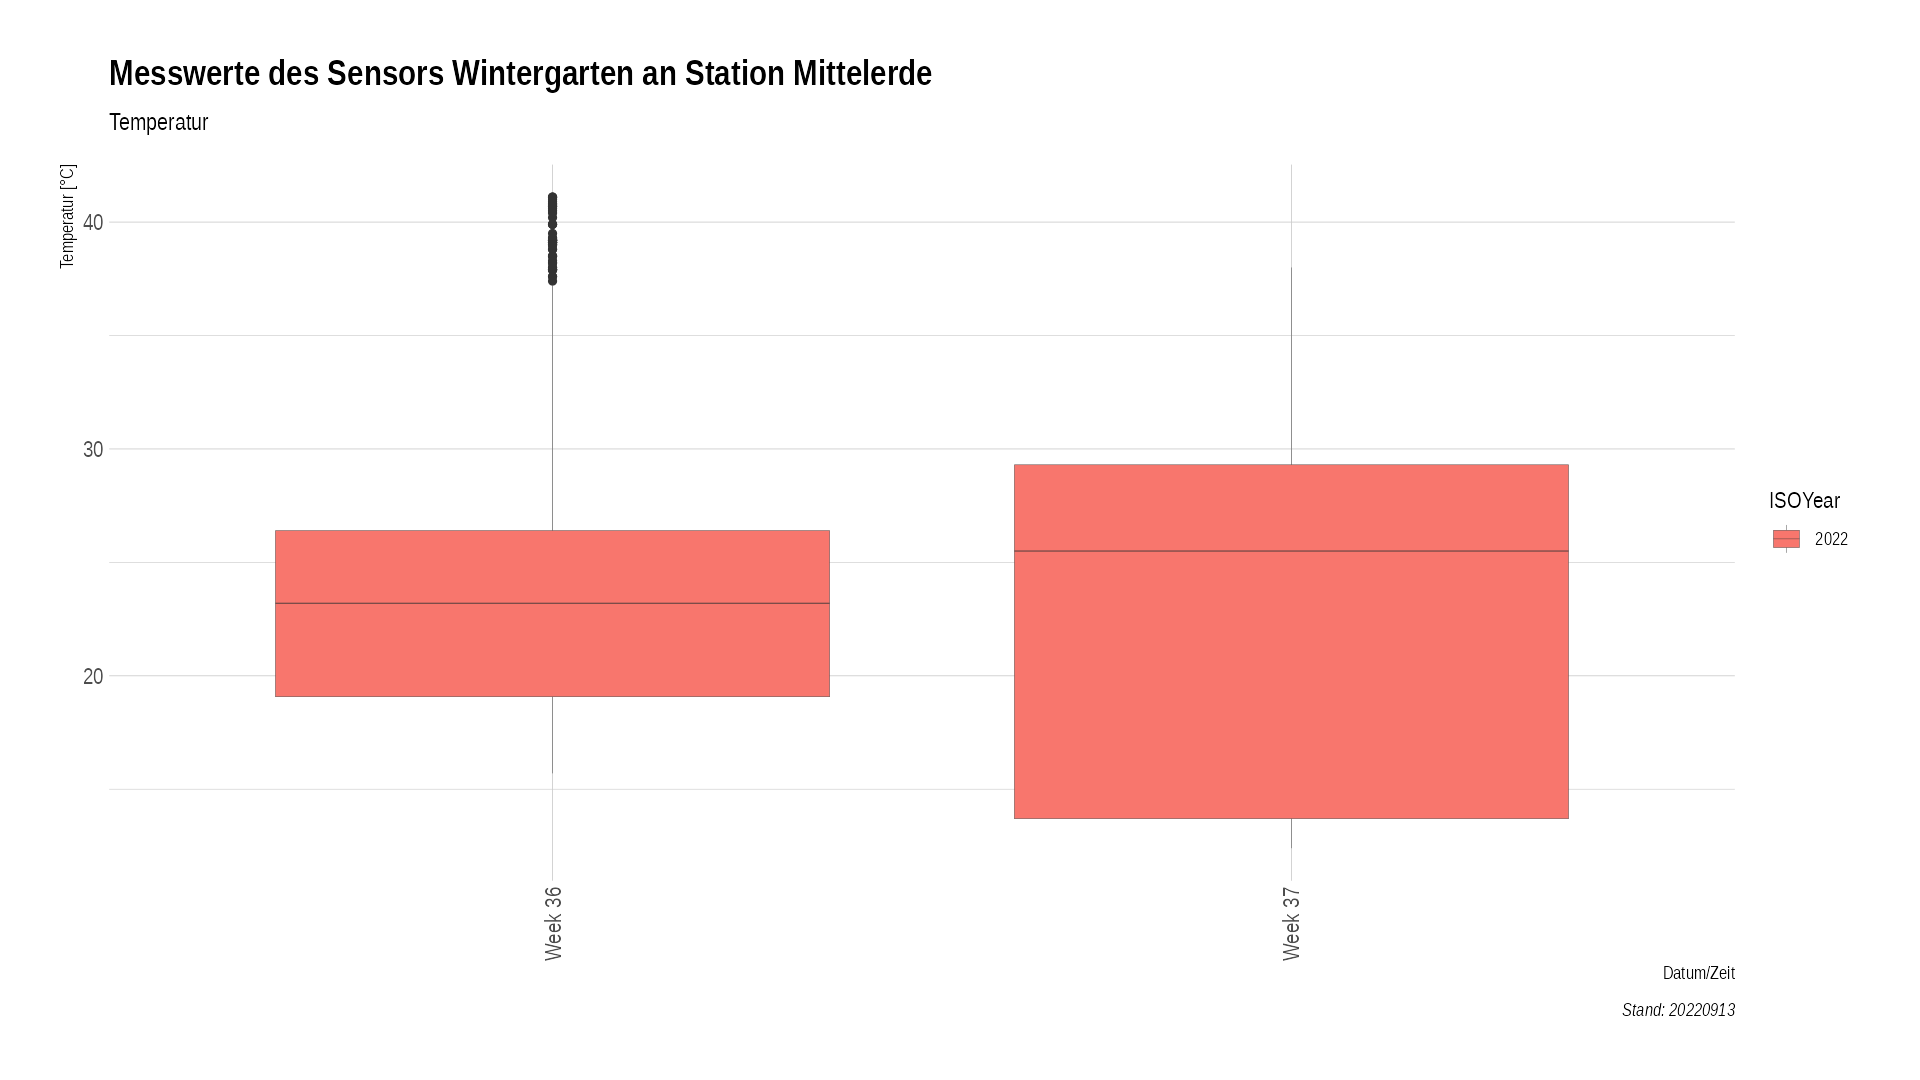 Messwerte des Sensors Wintergarten an Station Mittelerde
Temperatur
Temperatur [°C]
40
30
20
Week 36
Week 37
ISOYear
2022
Datum/Zeit
Stand: 20220913